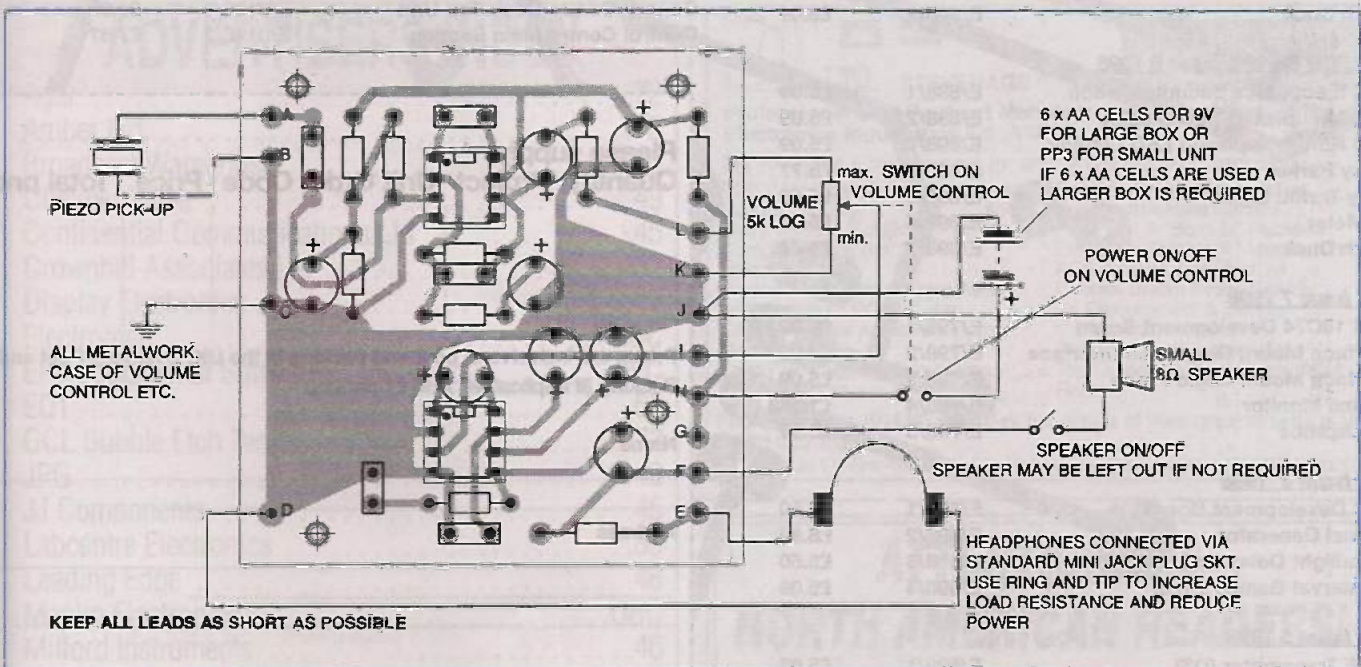 PIEZO PICK-UP
ALL METALWORK,
CASE OF VOLUME
CONTROL ETC.
A
B
C
D
L
K
J
I
H
G
F
E
VOLUME
5k LOG
max.
min.
SWITCH ON
VOLUME CONTROL
6 x AA CELLS FOR 9V
FOR LARGE BOX OR
PP3 FOR SMALL UNIT
IF 6 x AA CELLS ARE USED A
LARGER BOX IS REQUIRED
POWER ON/OFF
ON VOLUME CONTROL
SMALL
8Ω SPEAKER
SPEAKER ON/OFF
SPEAKER MAY BE LEFT OUT IF NOT REQUIRED
HEADPHONES CONNECTED VIA
STANDARD MINI JACK PLUG SKT.
USE RING AND TIP TO INCREASE
LOAD RESISTANCE AND REDUCE
POWER
KEEP ALL LEADS AS SHORT AS POSSIBLE